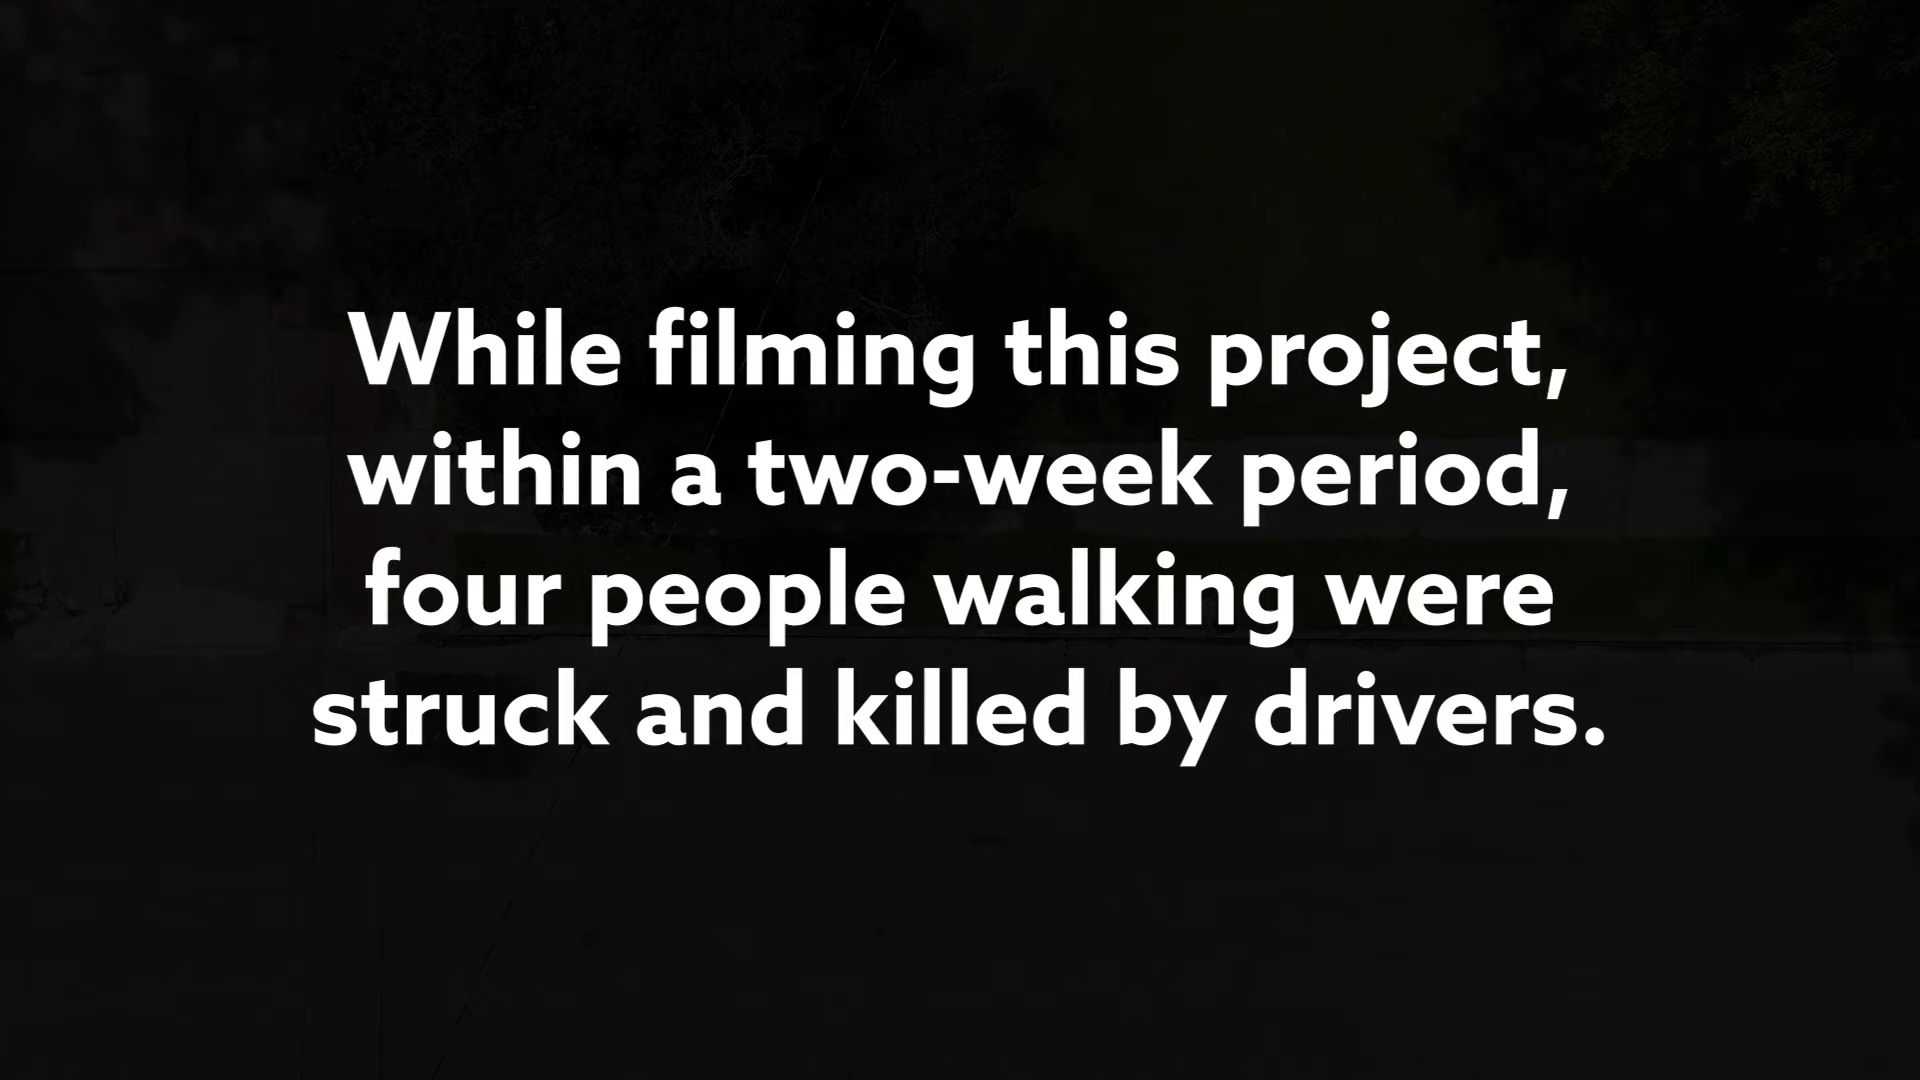 While filming this project,
within a two-week period,
four people walking were
struck and killed by drivers.